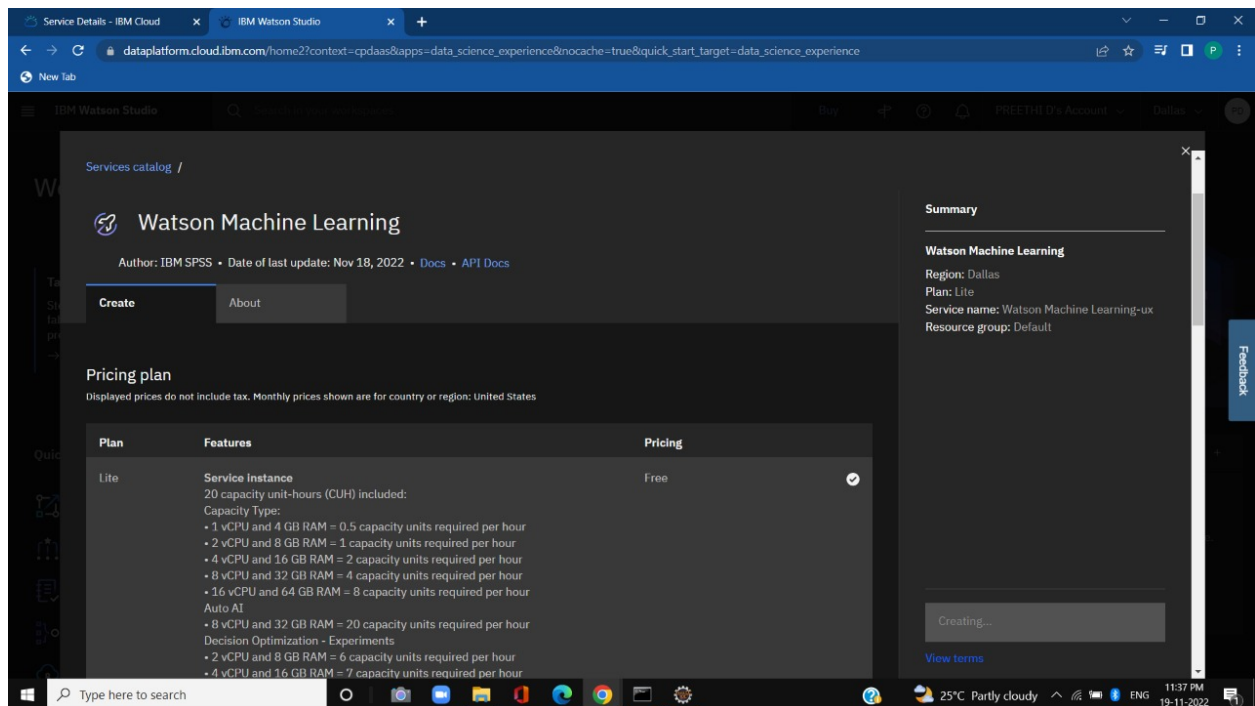 Service Details - IBM Cloud
IBM Watson Studio
dataplatform.cloud.ibm.com/home2?context=cpdaas&apps=data_science_experience&nocache=true&quick_start_target=data_science_experience
P
New Tab
IBM Watson Studio
Buy
PREETHI D's Account
Dallas
PD
Services catalog /
Watson Machine Learning
Author: IBM SPSS • Date of last update: Nov 18, 2022 • Docs • API Docs
Create
About
Pricing plan
Displayed prices do not include tax. Monthly prices shown are for country or region: United States
Plan
Features
Pricing
Lite
Service Instance
Free
20 capacity unit-hours (CUH) included:
Capacity Type:
• 1 vCPU and 4 GB RAM = 0.5 capacity units required per hour
• 2 vCPU and 8 GB RAM = 1 capacity units required per hour
• 4 vCPU and 16 GB RAM = 2 capacity units required per hour
• 8 vCPU and 32 GB RAM = 4 capacity units required per hour
• 16 vCPU and 64 GB RAM = 8 capacity units required per hour
Auto AI
• 8 vCPU and 32 GB RAM = 20 capacity units required per hour
Decision Optimization - Experiments
• 2 vCPU and 8 GB RAM = 6 capacity units required per hour
• 4 vCPU and 16 GB RAM = 7 capacity units required per hour
Summary
Watson Machine Learning
Region: Dallas
Plan: Lite
Service name: Watson Machine Learning-ux
Resource group: Default
Creating...
View terms
Feedback
Type here to search
25°C Partly cloudy
ENG
11:37 PM
19-11-2022